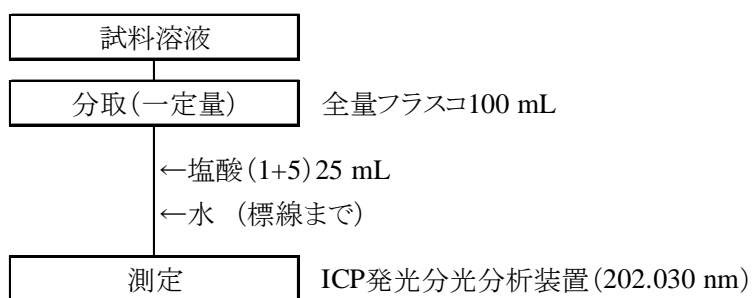 試料溶液
分取(一定量) 全量フラスコ100 mL
←塩酸(1+5)25 mL
←水 (標線まで)
測定 ICP発光分光分析装置(202.030 nm)